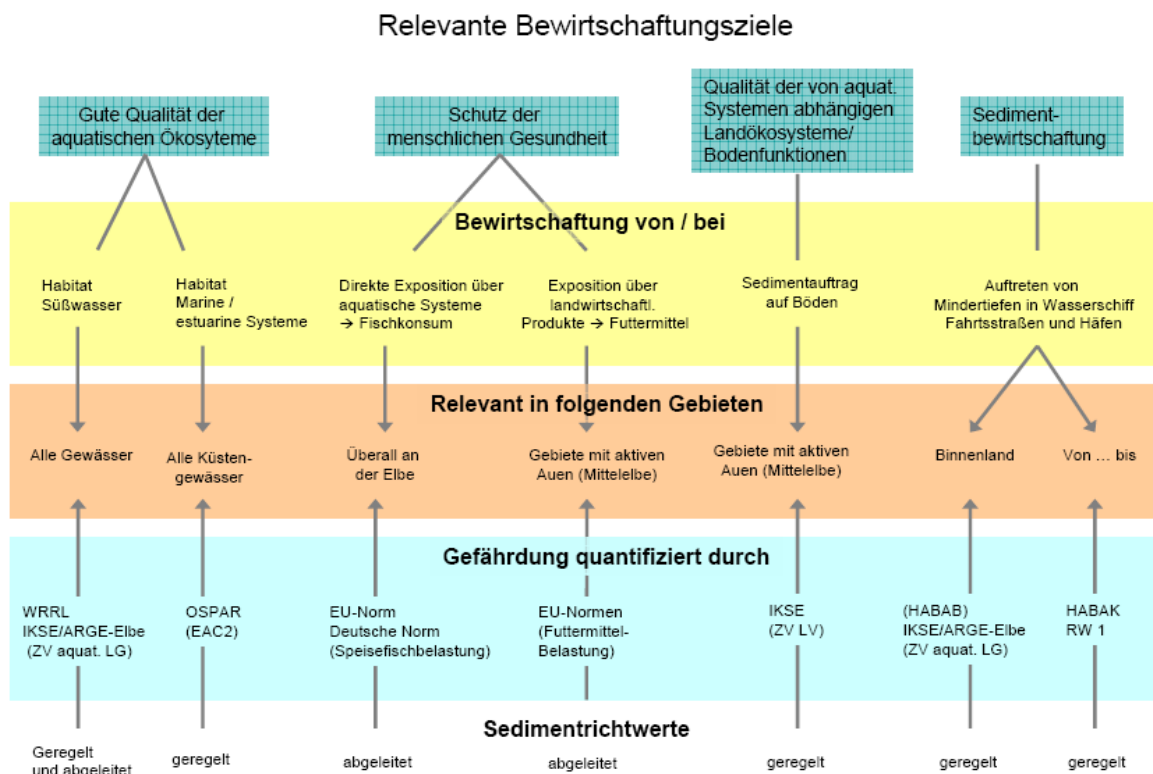 Relevante Bewirtschaftungsziele
Gute Qualität der
aquatischen Ökosyteme
Schutz der
menschlichen Gesundheit
Qualität der von aquat.
Systemen abhängigen
Landökosysteme/
Bodenfunktionen
Sediment-
bewirtschaftung
Bewirtschaftung von / bei
Habitat
Süßwasser
Habitat
Marine /
estuarine Systeme
Direkte Exposition über
aquatische Systeme
→ Fischkonsum
Exposition über
landwirtschaftl.
Produkte → Futtermittel
Sedimentauftrag
auf Böden
Auftreten von
Mindertiefen in Wasserschiff
Fahrtsstraßen und Häfen
Relevant in folgenden Gebieten
Alle Gewässer
Alle Küsten-
gewässer
Überall an
der Elbe
Gebiete mit aktiven
Auen (Mittelelbe)
Gebiete mit aktiven
Auen (Mittelelbe)
Binnenland
Von ... bis
Gefährdung quantifiziert durch
WRRL
IKSE/ARGE-Elbe
(ZV aquat. LG)
OSPAR
(EAC2)
EU-Norm
Deutsche Norm
(Speisefischbelastung)
EU-Normen
(Futtermittel-
Belastung)
IKSE
(ZV LV)
(HABAB)
IKSE/ARGE-Elbe
(ZV aquat. LG)
HABAK
RW 1
Sedimentrichtwerte
Geregelt
und abgeleitet
geregelt
abgeleitet
abgeleitet
geregelt
geregelt
geregelt